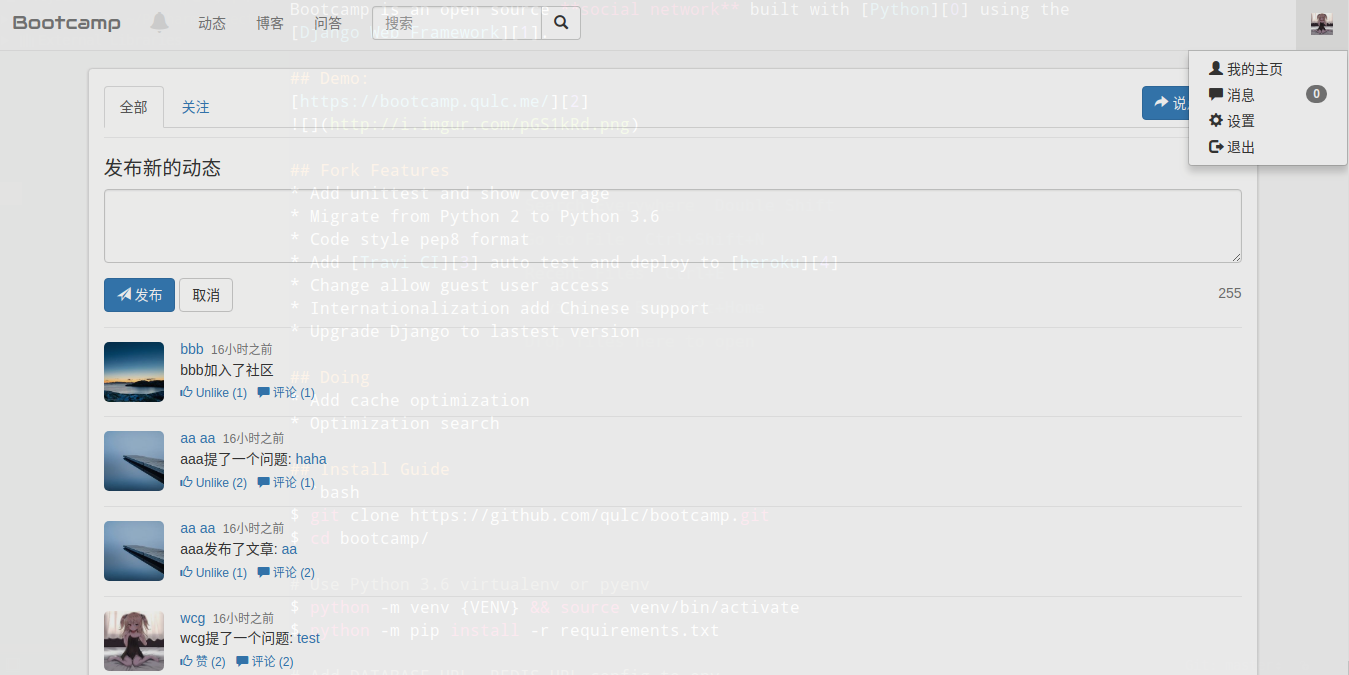 Bootcamp is an open source **social network** built with [Python][0] using the
Bootcamp 动态 博客 问答 搜索
[Django Web Framework][1].
我的主页
## Demo:
全部 关注
[https://bootcamp.qulc.me/][2]
说
消息 0
![](http://i.imgur.com/pGS1kRd.png)
设置
退出
发布新的动态
## Fork Features
* Add unittest and show coverage
* Migrate from Python 2 to Python 3.6
* Code style pep8 format
* Add [Travi CI][3] auto test and deploy to [heroku][4]
* Change allow guest user access
发布 取消 255
* Internationalization add Chinese support
* Upgrade Django to lastest version
bbb 16小时之前
bbb加入了社区
## Doing
Unlike (1) 评论 (1)
* Add cache optimization
* Optimization search
aa aa 16小时之前
aaa提了一个问题: haha
## Install Guide
Unlike (2) 评论 (1)
bash
$ git clone https://github.com/qulc/bootcamp.git
aa aa 16小时之前
$ cd bootcamp/
aaa发布了文章: aa
Unlike (1) 评论 (2)
# Use Python 3.6 virtualenv or pyenv
$ python -m venv {VENV} && source venv/bin/activate
wcg 16小时之前
$ python -m pip install -r requirements.txt
wcg提了一个问题: test
赞 (2) 评论 (2)